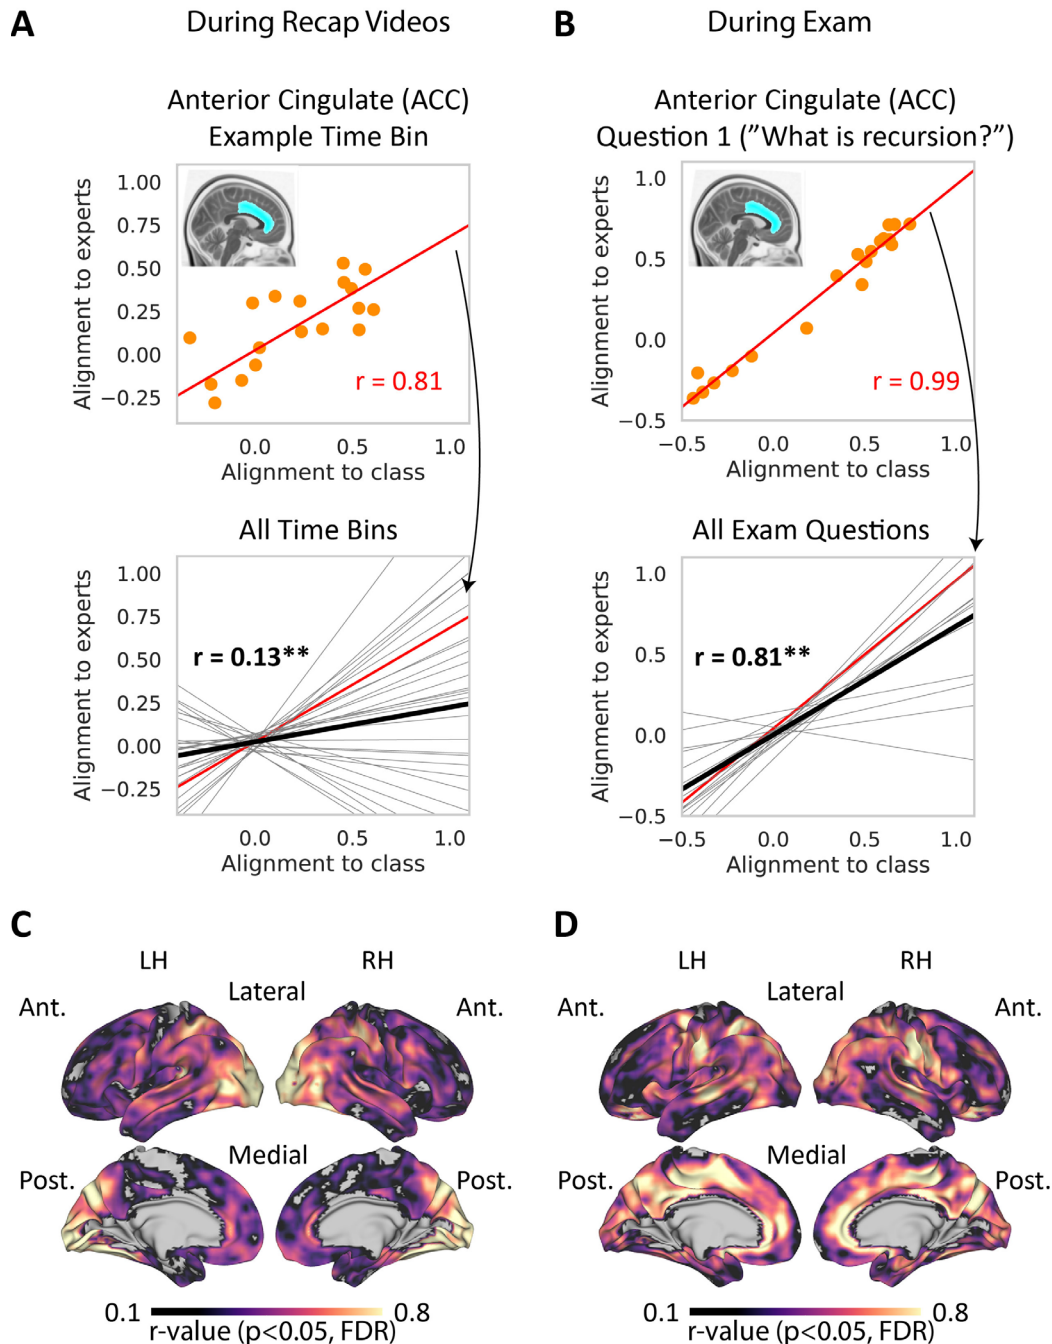 A
During Recap Videos
Anterior Cingulate (ACC)
Example Time Bin
1.00
0.75
0.50
0.25
0.00
−0.25
Alignment to experts
r = 0.81
0.0 0.5 1.0
Alignment to class
All Time Bins
1.00
0.75
0.50
0.25
0.00
−0.25
Alignment to experts
r = 0.13**
0.0 0.5 1.0
Alignment to class
B
During Exam
Anterior Cingulate (ACC)
Question 1 (”What is recursion?”)
1.0
0.5
0.0
−0.5
Alignment to experts
r = 0.99
−0.5 0.0 0.5 1.0
Alignment to class
All Exam Questions
1.0
0.5
0.0
−0.5
Alignment to experts
r = 0.81**
−0.5 0.0 0.5 1.0
Alignment to class
C
LH RH
Lateral
Ant. Ant.
Medial
Post. Post.
0.1 0.8
r-value (p<0.05, FDR)
D
LH RH
Lateral
Ant. Ant.
Medial
Post. Post.
0.1 0.8
r-value (p<0.05, FDR)